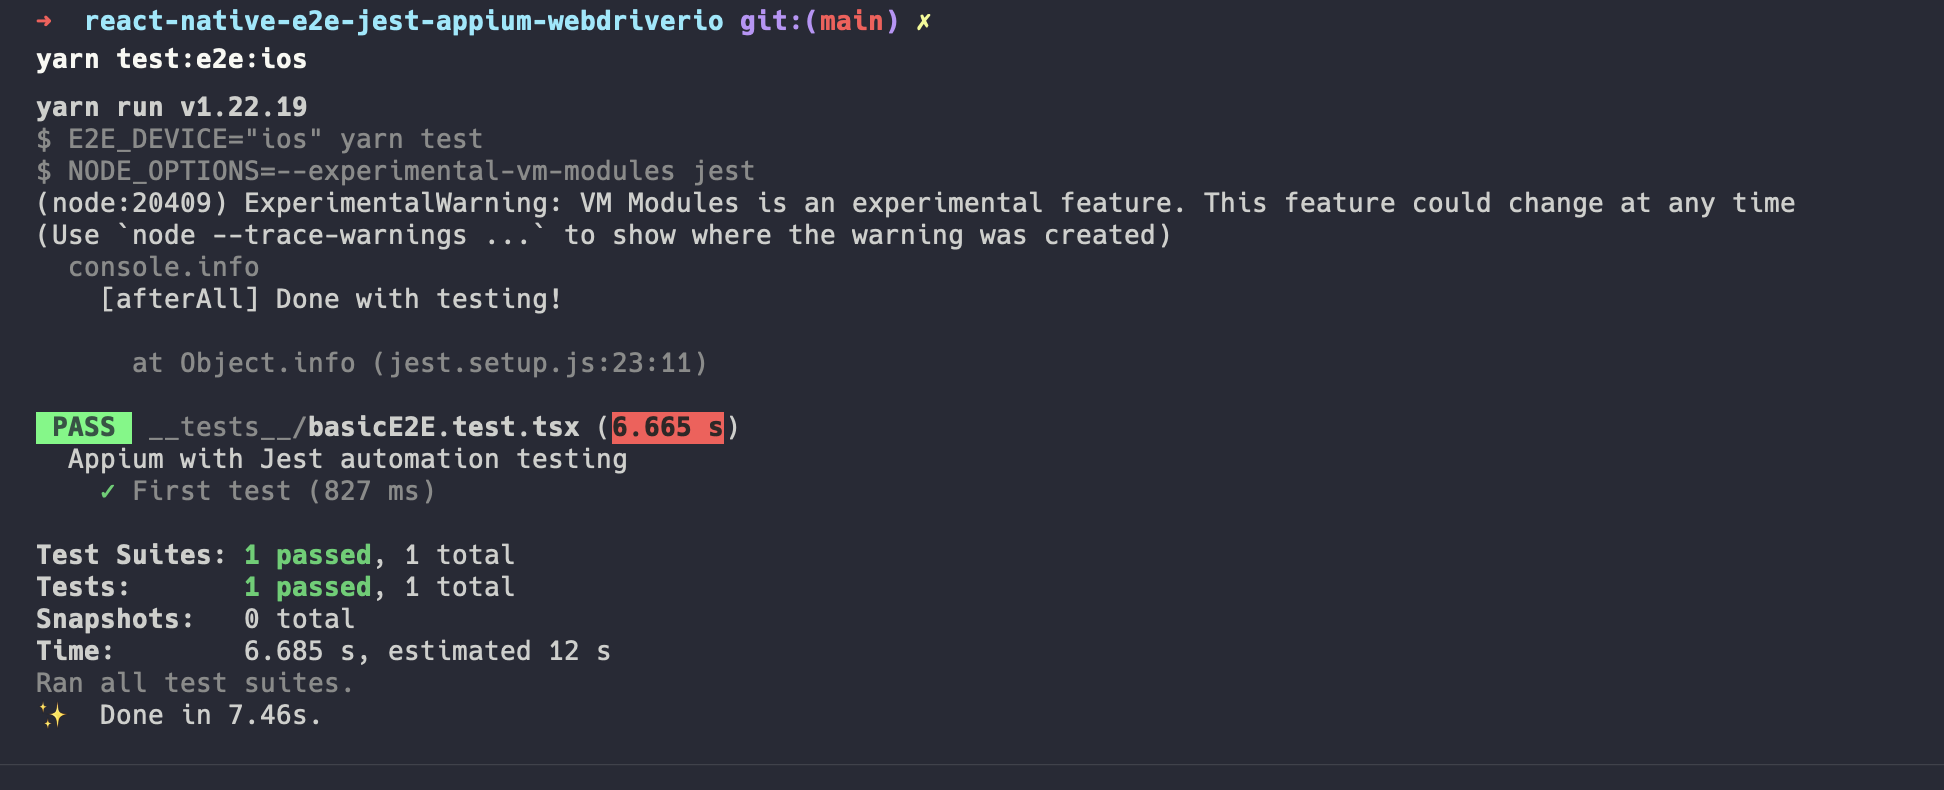 ➜ react-native-e2e-jest-appium-webdriverio git:(main) ✗
yarn test:e2e:ios
yarn run v1.22.19
$ E2E_DEVICE="ios" yarn test
$ NODE_OPTIONS=--experimental-vm-modules jest
(node:20409) ExperimentalWarning: VM Modules is an experimental feature. This feature could change at any time
(Use `node --trace-warnings ...` to show where the warning was created)
console.info
[afterAll] Done with testing!
at Object.info (jest.setup.js:23:11)
PASS __tests__/basicE2E.test.tsx (6.665 s)
Appium with Jest automation testing
✓ First test (827 ms)
Test Suites: 1 passed, 1 total
Tests: 1 passed, 1 total
Snapshots: 0 total
Time: 6.685 s, estimated 12 s
Ran all test suites.
✨ Done in 7.46s.